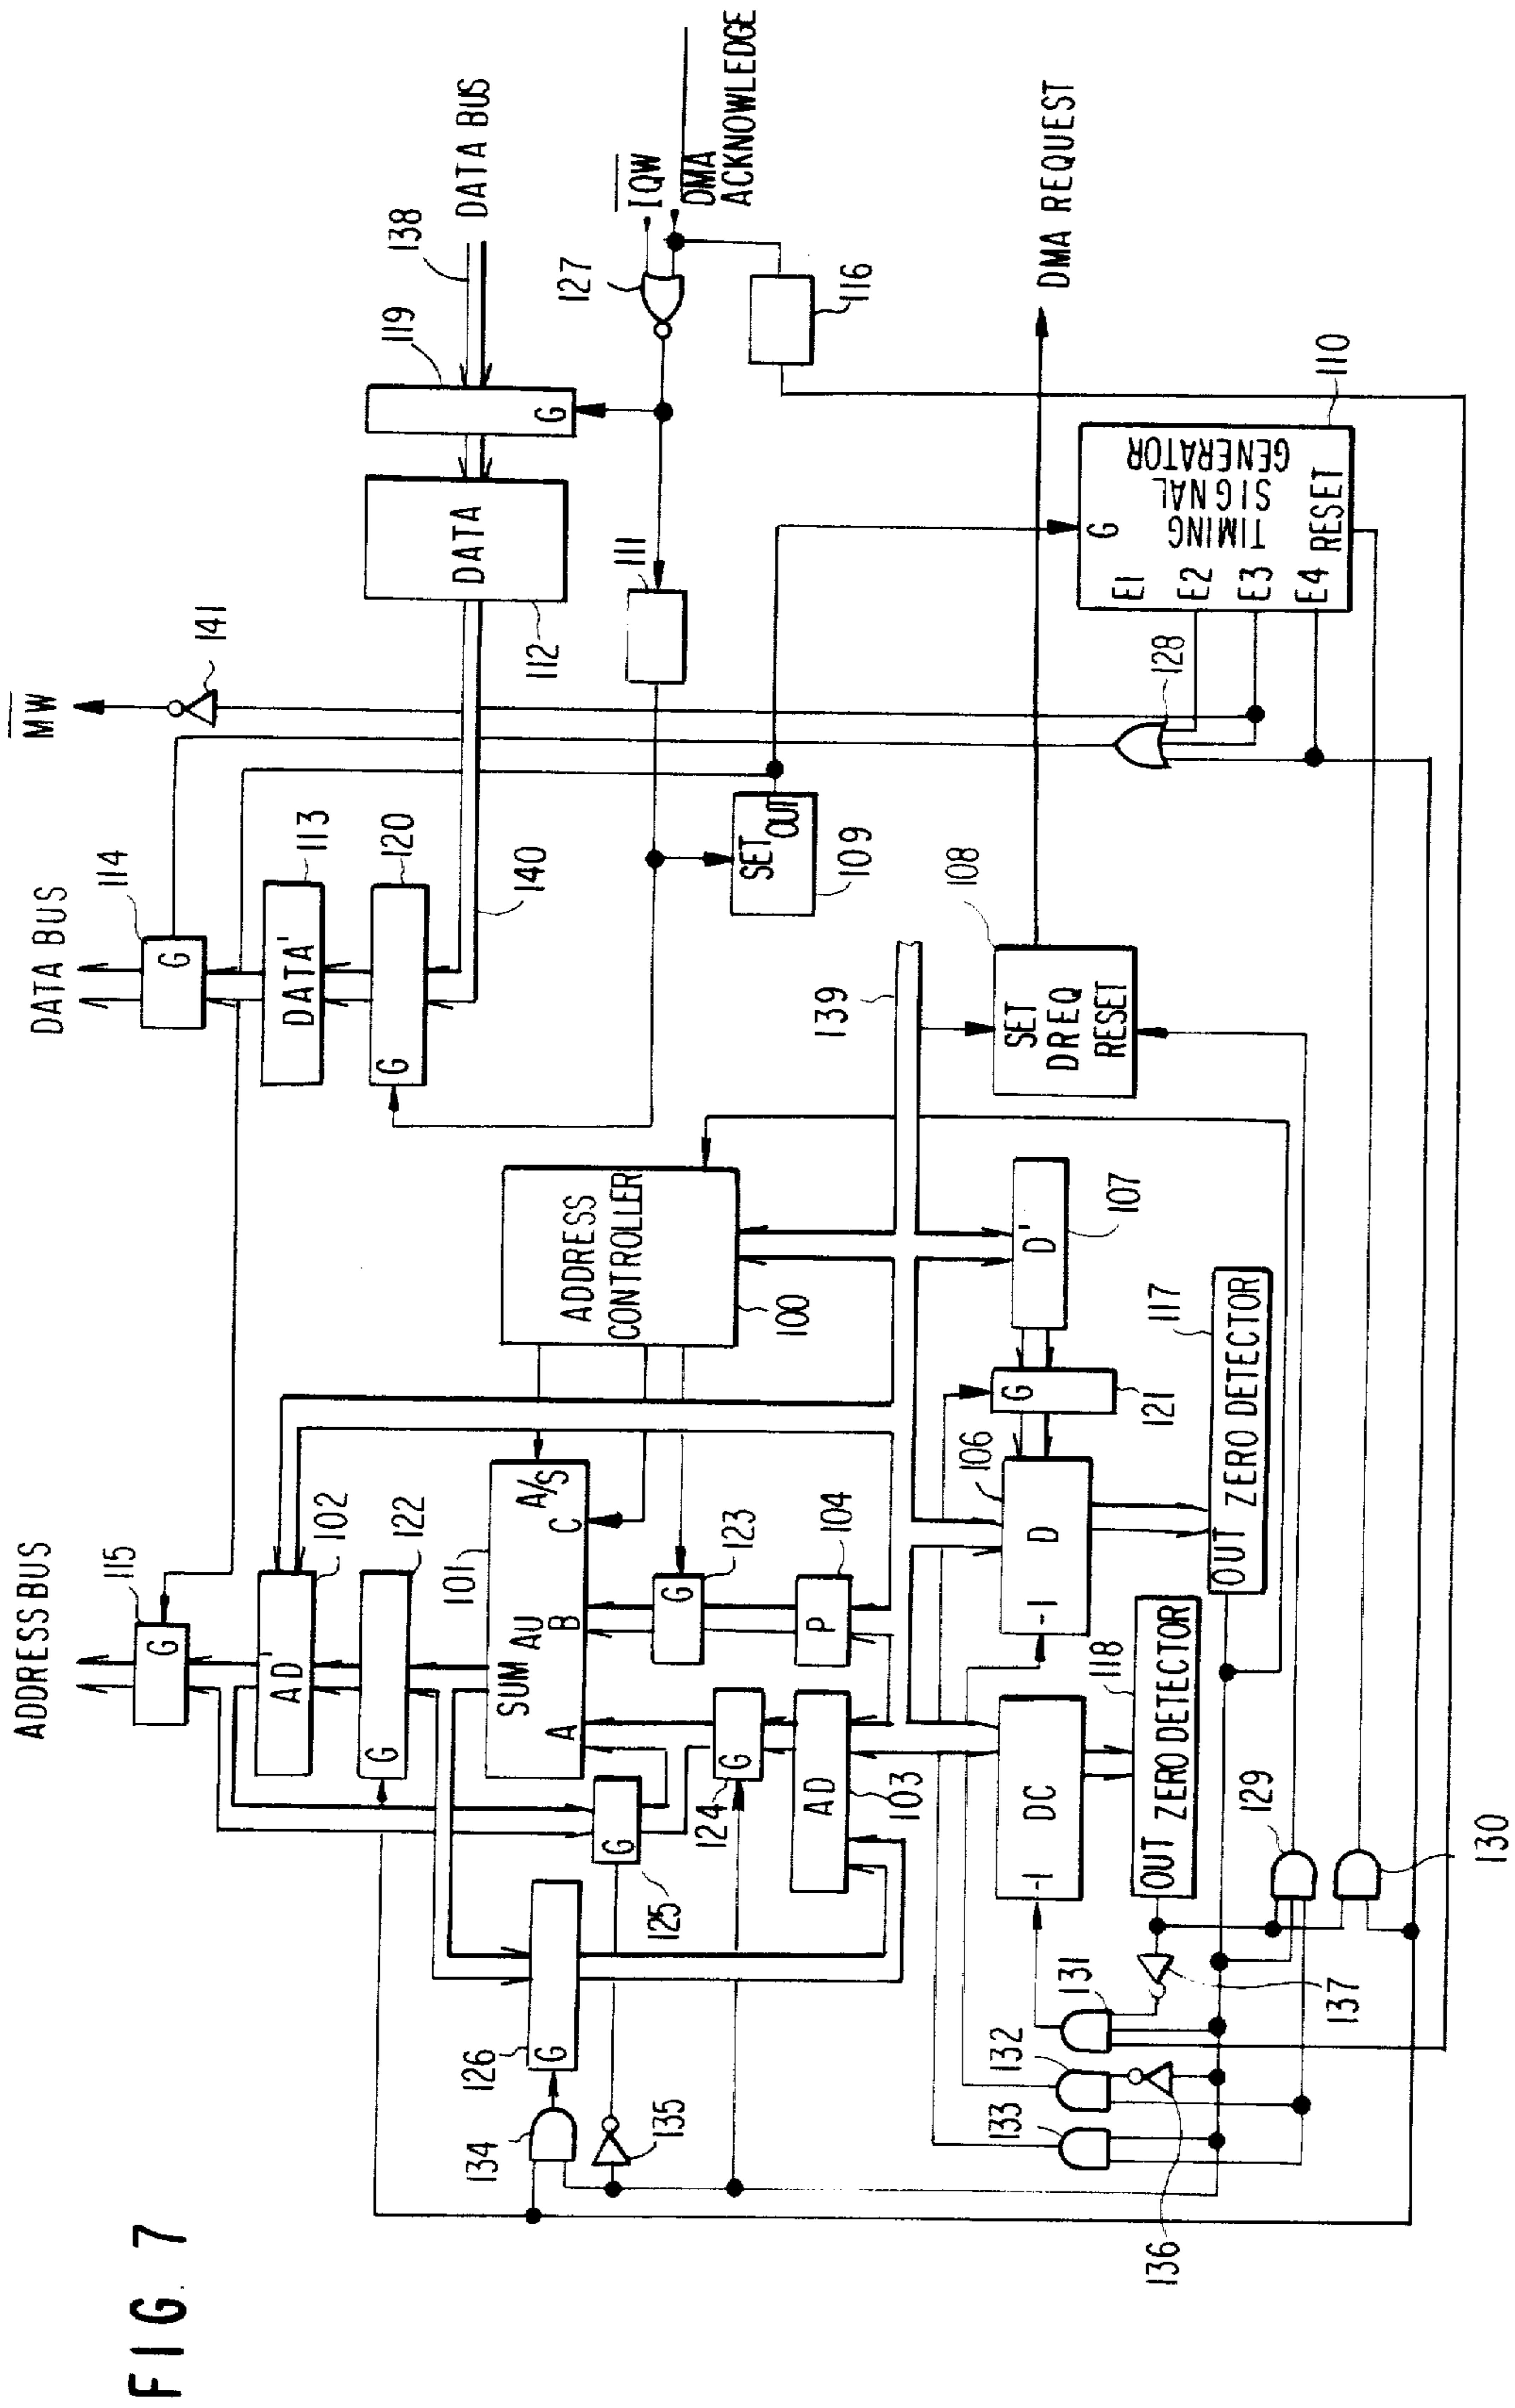 FIG. 7
ADDRESS BUS
DATA BUS
M̅W̅
115
G
114
G
141
AD'
102
DATA'
113
G
122
G
120
140
DATA
112
119
G
138
DATA BUS
126
G
134
135
G
125
SUM
AU
A
B
C
A/S
101
ADDRESS
CONTROLLER
100
111
127
I̅Q̅W̅
DMA
ACKNOWLEDGE
G
124
G
123
AD
103
P
104
SET
OUT
109
116
139
133
132
131
136
137
-1
DC
-1
D
106
G
121
D'
107
SET
DREQ
RESET
108
DMA REQUEST
OUT
ZERO DETECTOR
118
OUT
ZERO DETECTOR
117
129
130
128
E1
E2
E3
E4
G
TIMING
SIGNAL
GENERATOR
RESET
110